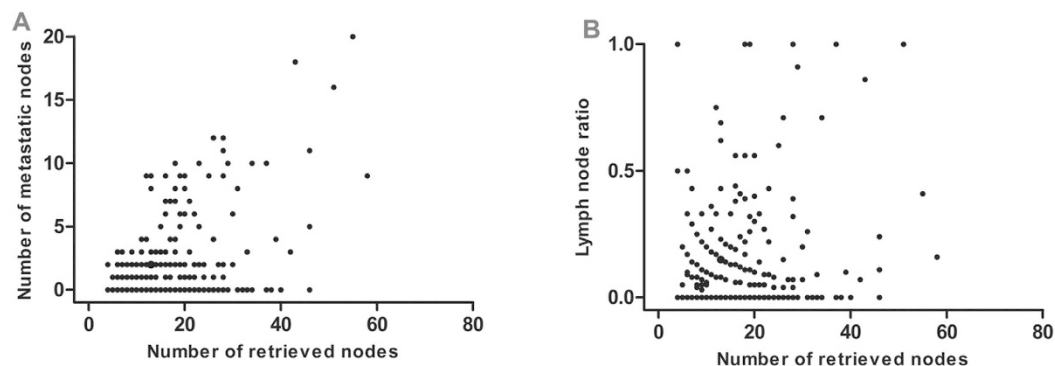 A
Number of metastatic nodes
20
15
10
5
0
0 20 40 60 80
Number of retrieved nodes
B
Lymph node ratio
1.0
0.5
0.0
0 20 40 60 80
Number of retrieved nodes